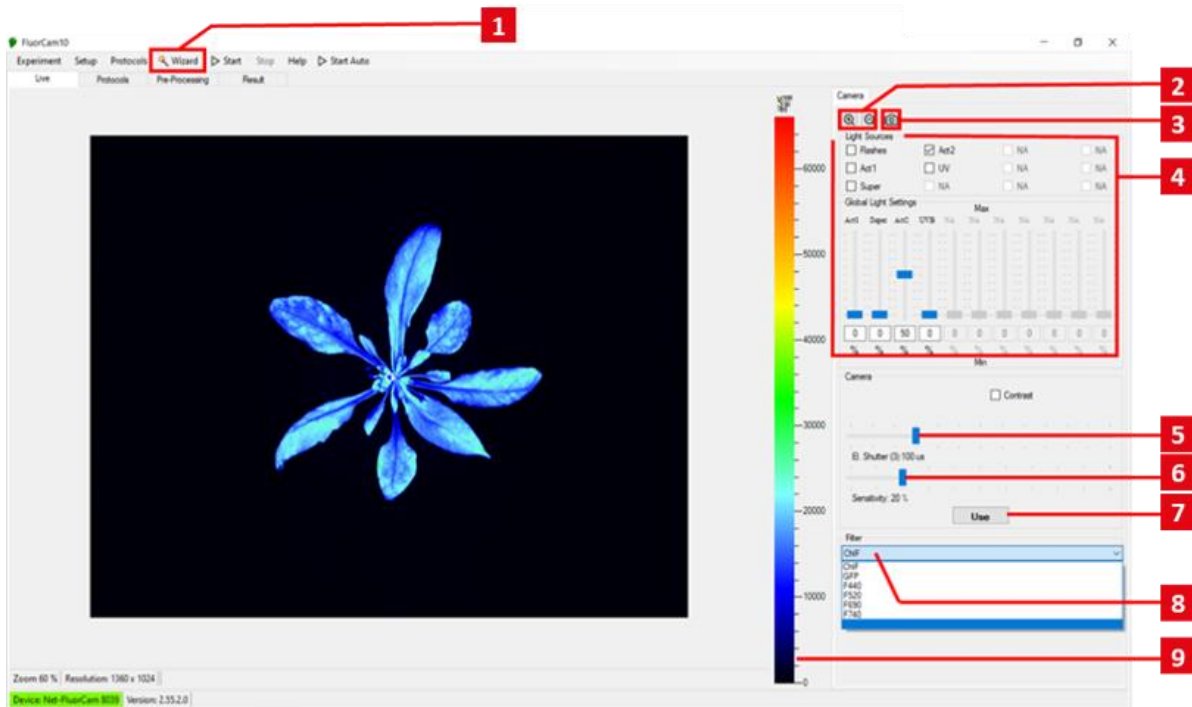 1
FluorCam10
Experiment Setup Protocols Wizard Start Stop Help Start Auto
Live Protocols Pre-Processing Result
Camera
2
3
Light Sources
Flashes Act2 NA NA
Act1 UV NA NA
Super NA NA NA
4
Global Light Settings
Max
Act1 Super Act2 UVB
0 0 50 0 0 0 0 0 0 0 0
Min
Camera
Contrast
5
El. Shutter (3) 100 us
6
Sensitivity: 20 %
Use
7
Filter
ChlF
ChlF
GFP
F440
F520
F690
F740
8
9
60000
50000
40000
30000
20000
10000
0
Zoom 60 % Resolution: 1360 x 1024
Device: Net-FluorCam 8039 Version: 2.35.2.0